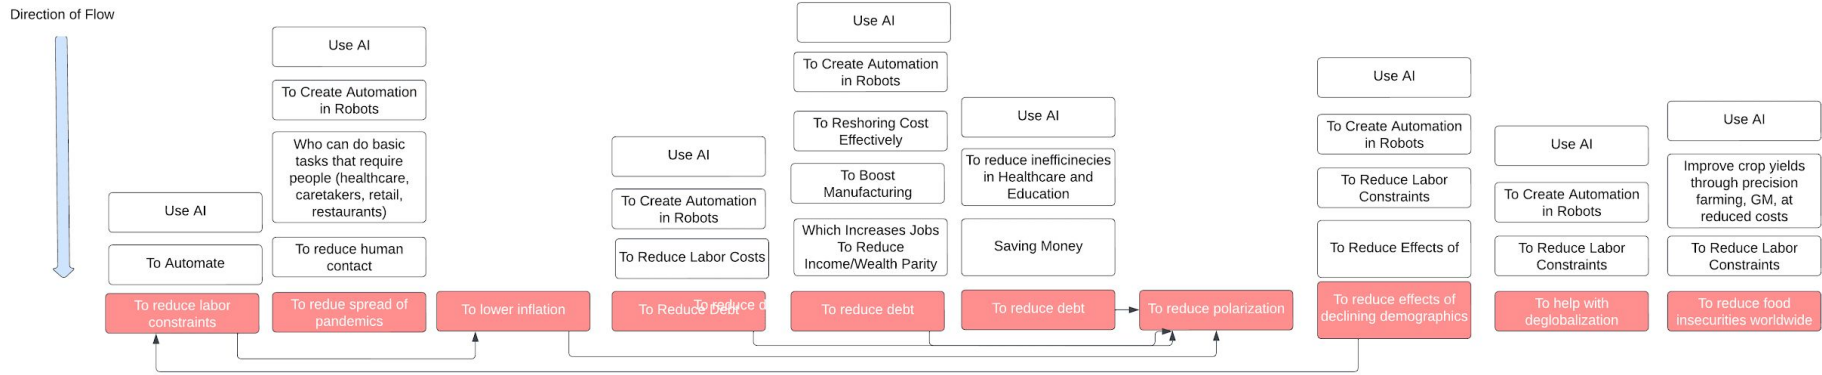 Direction of Flow
Use AI
To Automate
To reduce labor
constraints
Use AI
To Create Automation
in Robots
Who can do basic
tasks that require
people (healthcare,
caretakers, retail,
restaurants)
To reduce human
contact
To redue spread of
pandemics
To lower inflation
Use AI
To Create Automation
in Robots
To Reduce Labor Costs
To Reduce Debt
To reduce d
Use AI
To Create Automation
in Robots
To Reshoring Cost
Effectively
To Boost
Manufacturing
Which Increases Jobs
To Reduce
Income/Wealth Parity
To reduce debt
Use AI
To reduce inefficinecies
in Healthcare and
Education
Saving Money
To reduce debt
To reduce polarization
Use AI
To Create Automation
in Robots
To Reduce Labor
Constraints
To Reduce Effects of
To reduce effects of
declining demographics
Use AI
To Create Automation
in Robots
To Reduce Labor
Constraints
To help with
deglobalization
Use AI
Improve crop yields
through precision
farming, GM, at
reduced costs
To Reduce Labor
Constraints
To reduce food
insecurities worldwide